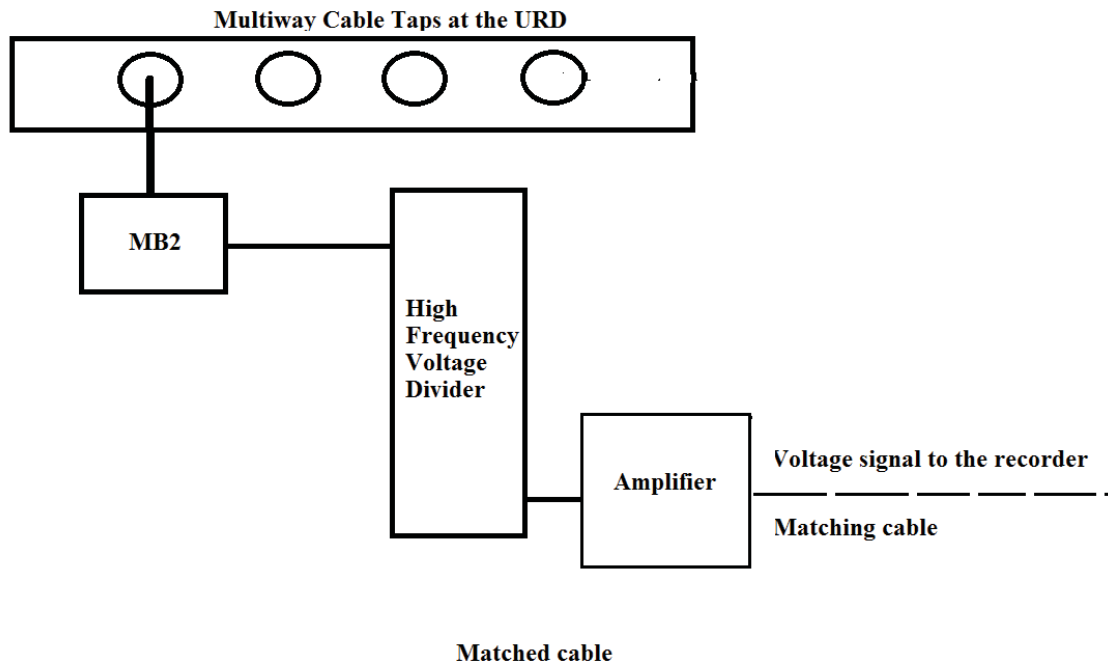 Multiway Cable Taps at the URD
MB2
High
Frequency
Voltage
Divider
Amplifier
Voltage signal to the recorder
Matching cable
Matched cable